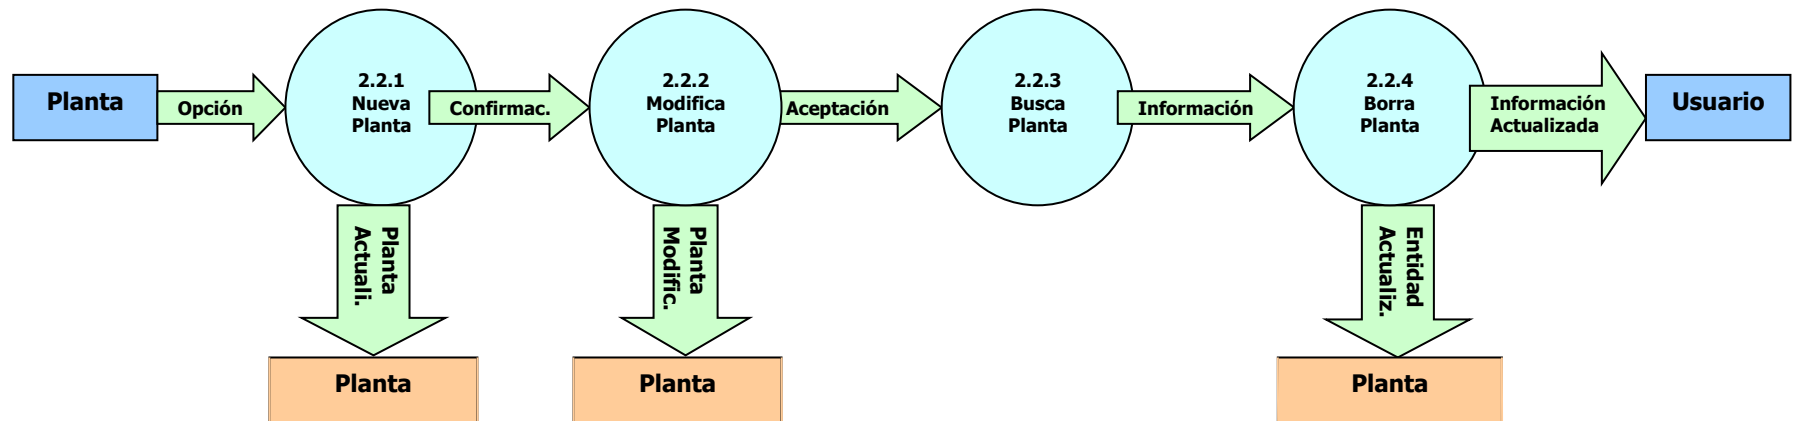 Planta
Opción
2.2.1
Nueva
Planta
Confirmac.
2.2.2
Modifica
Planta
Aceptación
2.2.3
Busca
Planta
Información
2.2.4
Borra
Planta
Información
Actualizada
Usuario
Planta
Actuali.
Planta
Modific.
Entidad
Actualiz.
Planta
Planta
Planta